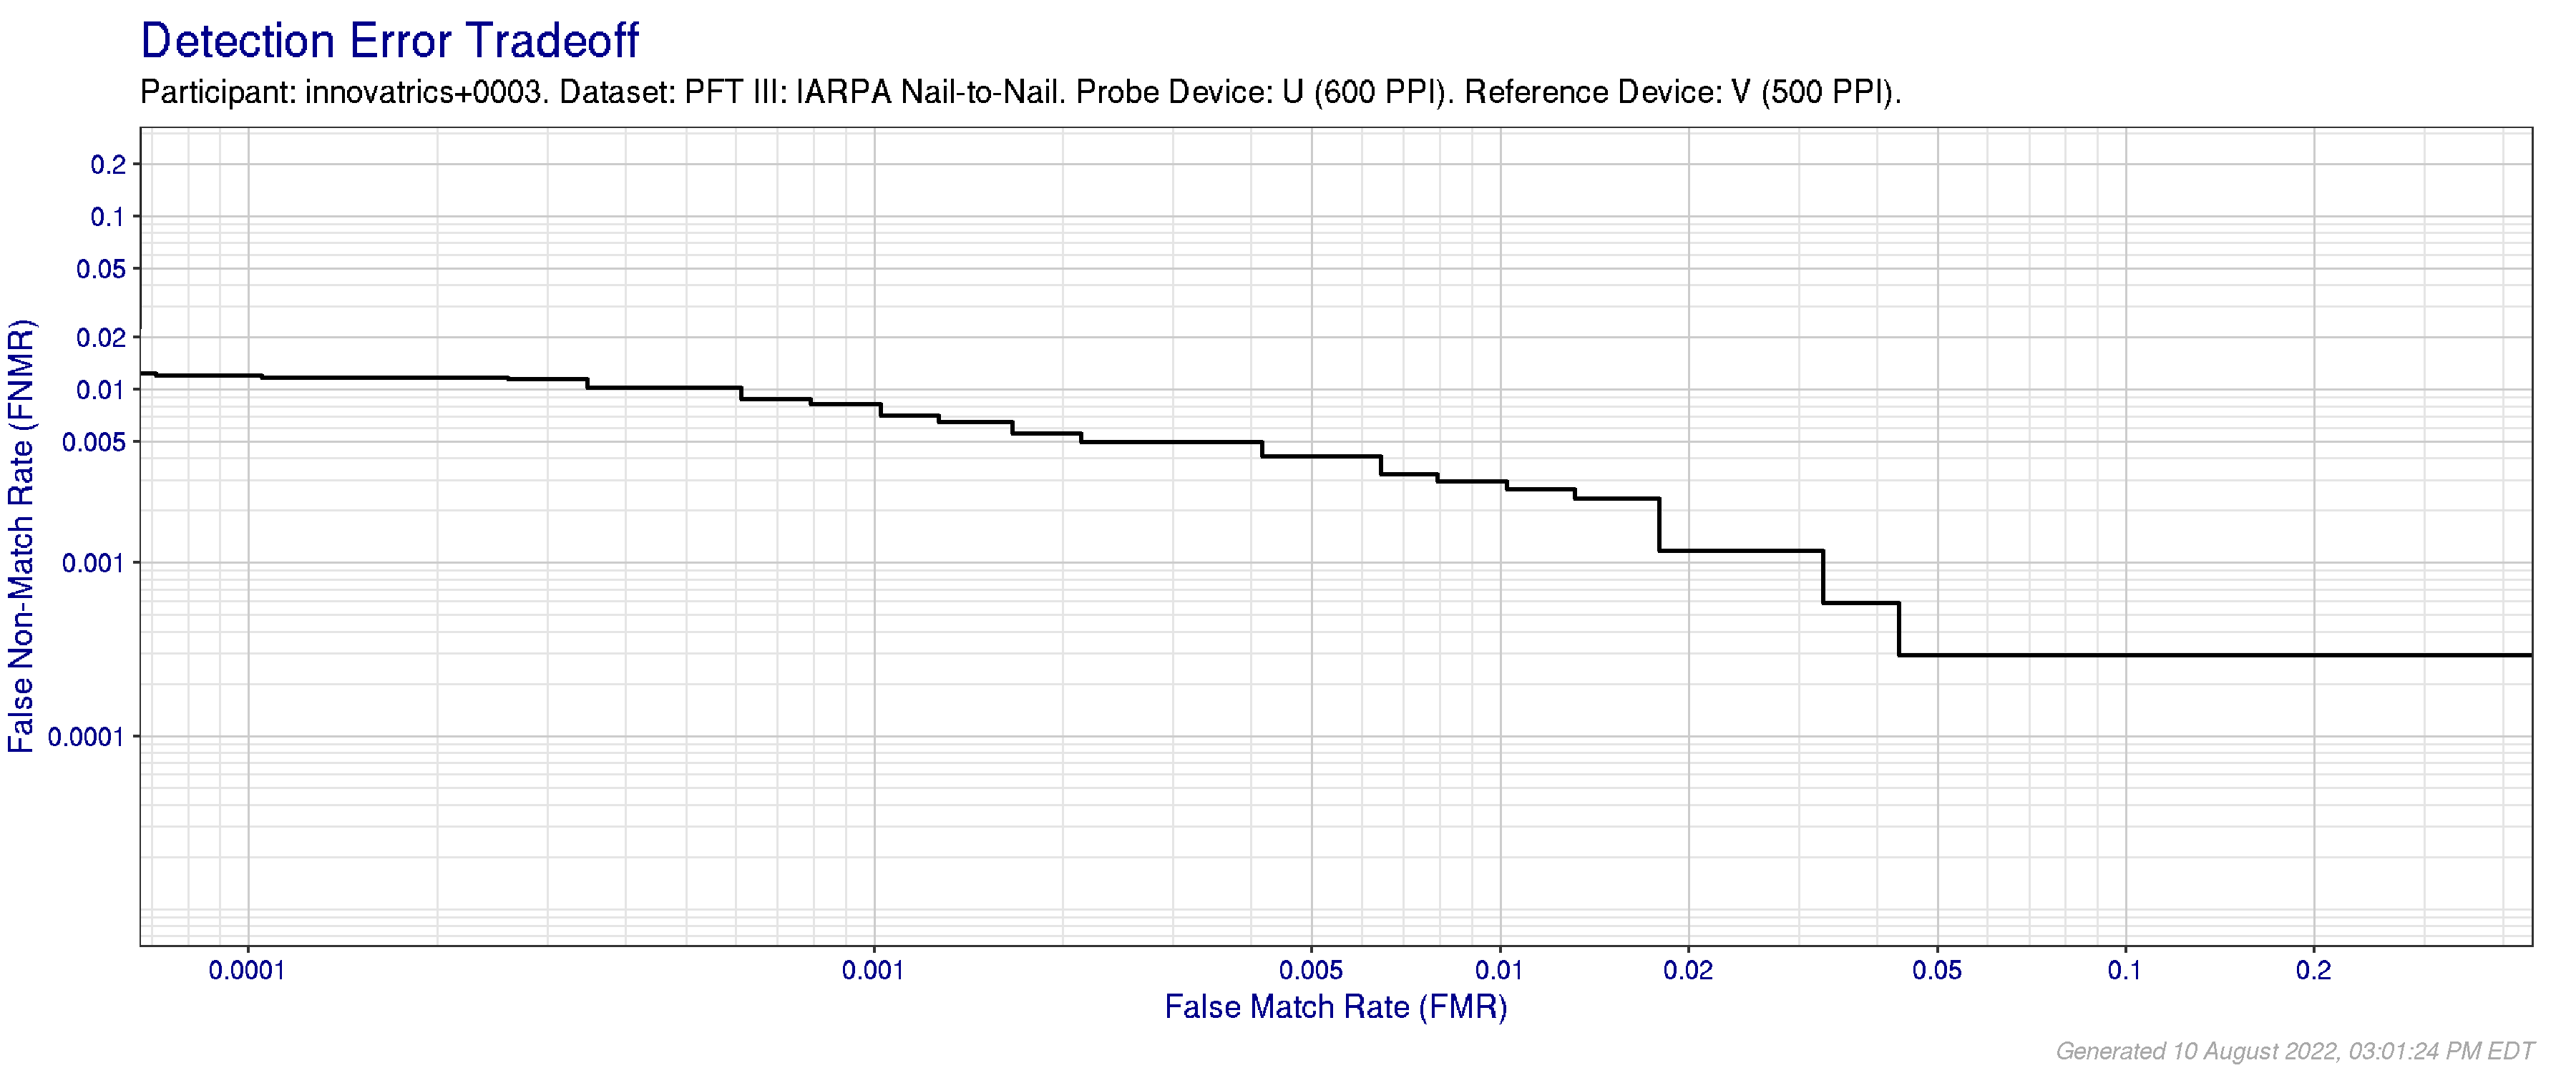 Detection Error Tradeoff
Participant: innovatrics+0003. Dataset: PFT III: IARPA Nail-to-Nail. Probe Device: U (600 PPI). Reference Device: V (500 PPI).
False Non-Match Rate (FNMR)
0.2
0.1
0.05
0.02
0.01
0.005
0.001
0.0001
0.0001 0.001 0.005 0.01 0.02 0.05 0.1 0.2
False Match Rate (FMR)
Generated 10 August 2022, 03:01:24 PM EDT